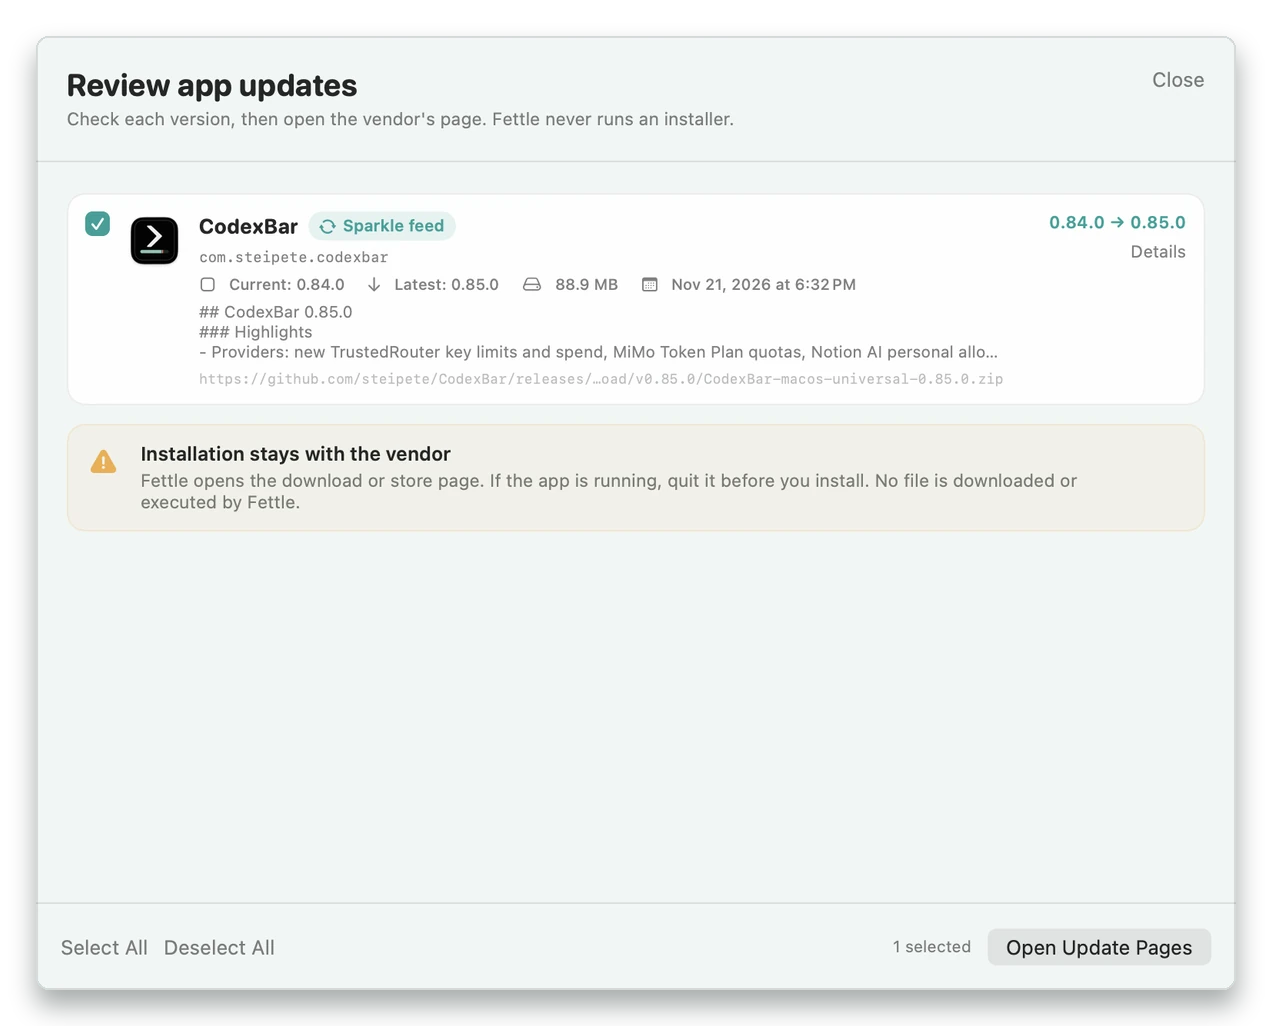 Review app updates
Close
Check each version, then open the vendor's page. Fettle never runs an installer.
CodexBar
Sparkle feed
0.84.0 → 0.85.0
com.steipete.codexbar
Details
Current: 0.84.0
Latest: 0.85.0
88.9 MB
Nov 21, 2026 at 6:32 PM
## CodexBar 0.85.0
### Highlights
- Providers: new TrustedRouter key limits and spend, MiMo Token Plan quotas, Notion AI personal allo...
https://github.com/steipete/CodexBar/releases/…oad/v0.85.0/CodexBar-macos-universal-0.85.0.zip
Installation stays with the vendor
Fettle opens the download or store page. If the app is running, quit it before you install. No file is downloaded or
executed by Fettle.
Select All
Deselect All
1 selected
Open Update Pages